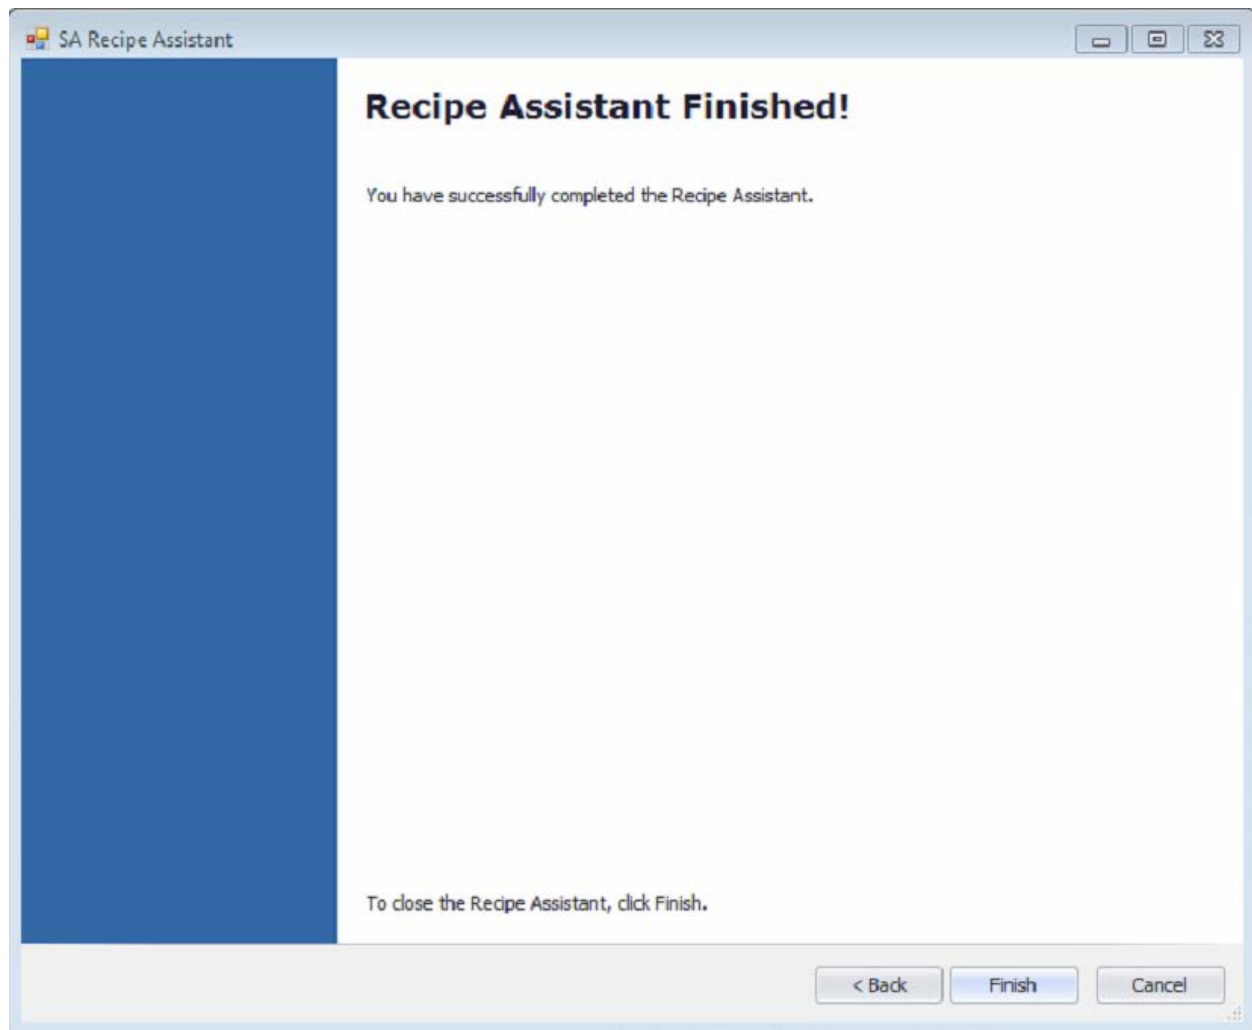 SA Recipe Assistant
Recipe Assistant Finished!
You have successfully completed the Recipe Assistant.
To close the Recipe Assistant, click Finish.
< Back Finish Cancel